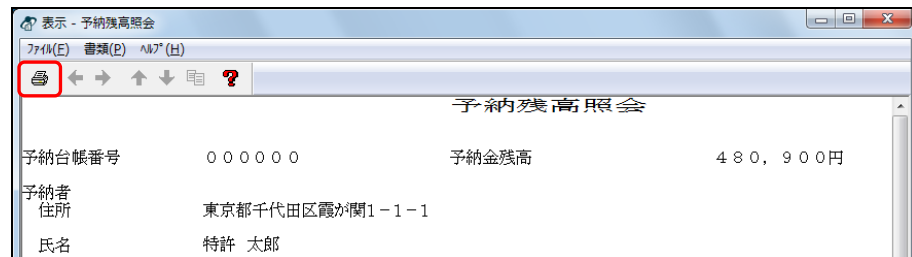 表示 - 予納残高照会
ﾌｧｲﾙ(F) 書類(P) ﾍﾙﾌﾟ(H)
予納残高照会
予納台帳番号 ００００００ 予納金残高 ４８０，９００円
予納者
住所 東京都千代田区霞が関１－１－１
氏名 特許 太郎